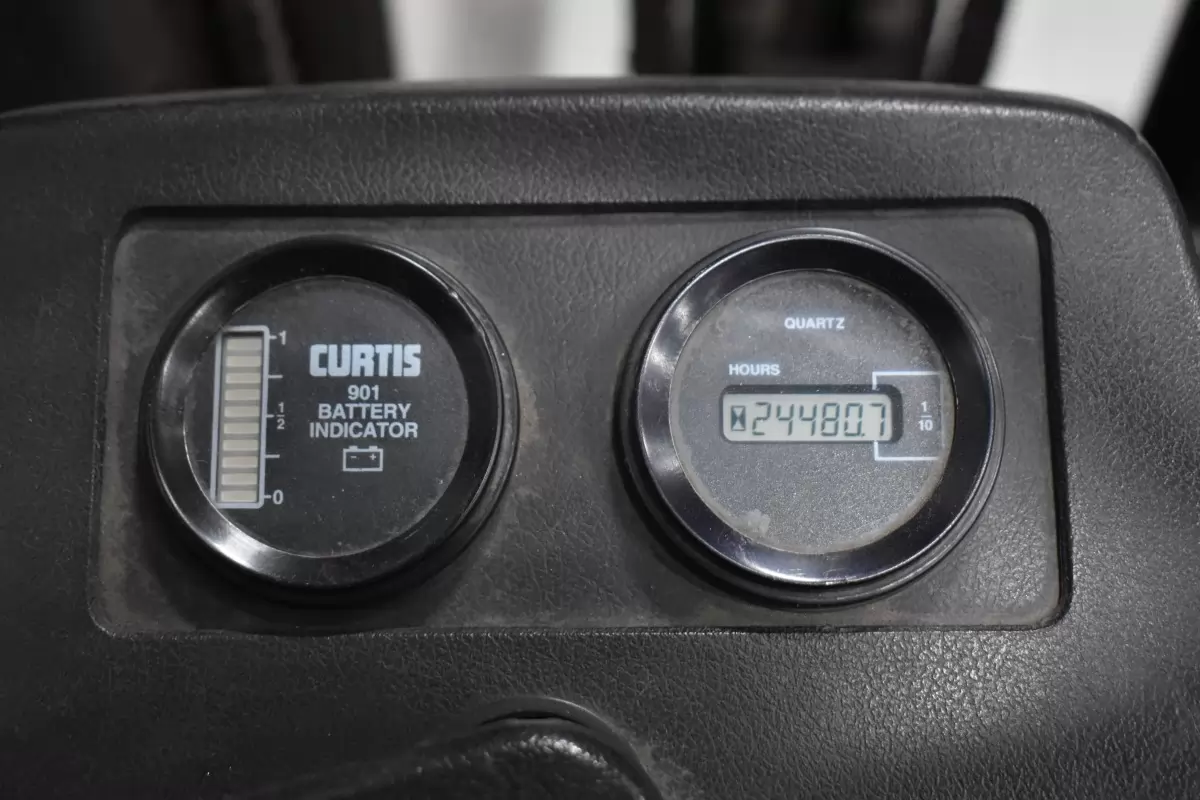 1
1/2
0
CURTIS
901
BATTERY
INDICATOR
- +
QUARTZ
HOURS
24480.7
1/10